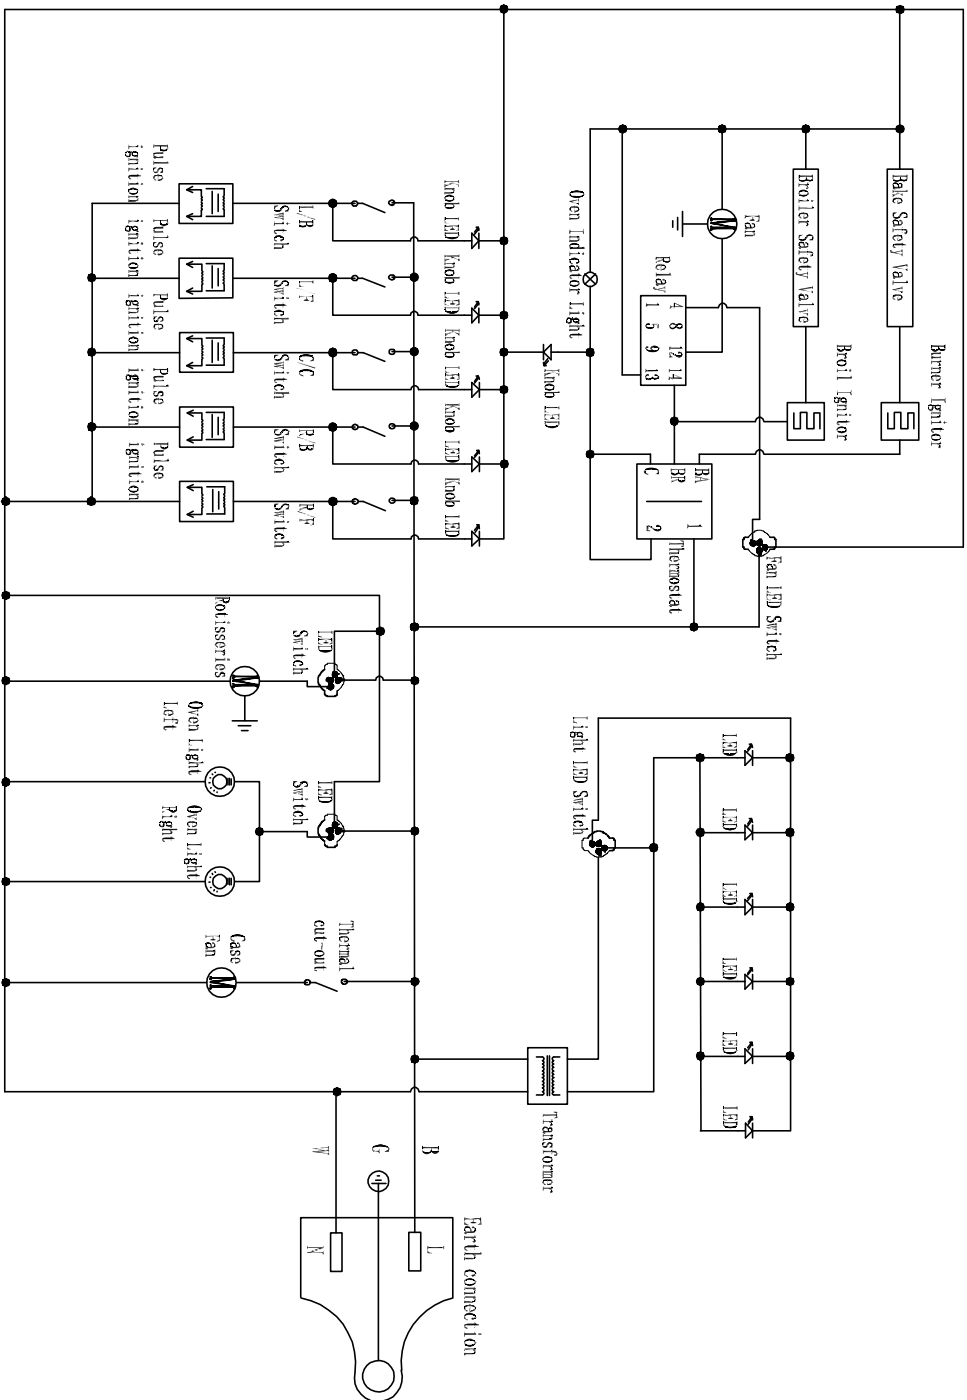 Burner Ignitor
Bake Safety Valve
Broil Ignitor
Broiler Safety Valve
Fan
M
Fan LED Switch
Relay
4 8 12 14
1 5 9 13
BA
BR
C
1
2
Thermostat
LED
LED
LED
LED
LED
LED
Oven Indicator Light
Knob LED
Light LED Switch
Transformer
Earth connection
Knob LED
Knob LED
Knob LED
Knob LED
Knob LED
L/B
Switch
L/F
Switch
C/C
Switch
R/B
Switch
R/F
Switch
Pulse
ignition
Pulse
ignition
Pulse
ignition
Pulse
ignition
Pulse
ignition
LED
Switch
LED
Switch
Rotisseries
M
Oven Light
Left
Oven Light
Right
Thermal
cut-out
Case
Fan
M
B
G
W
L
N